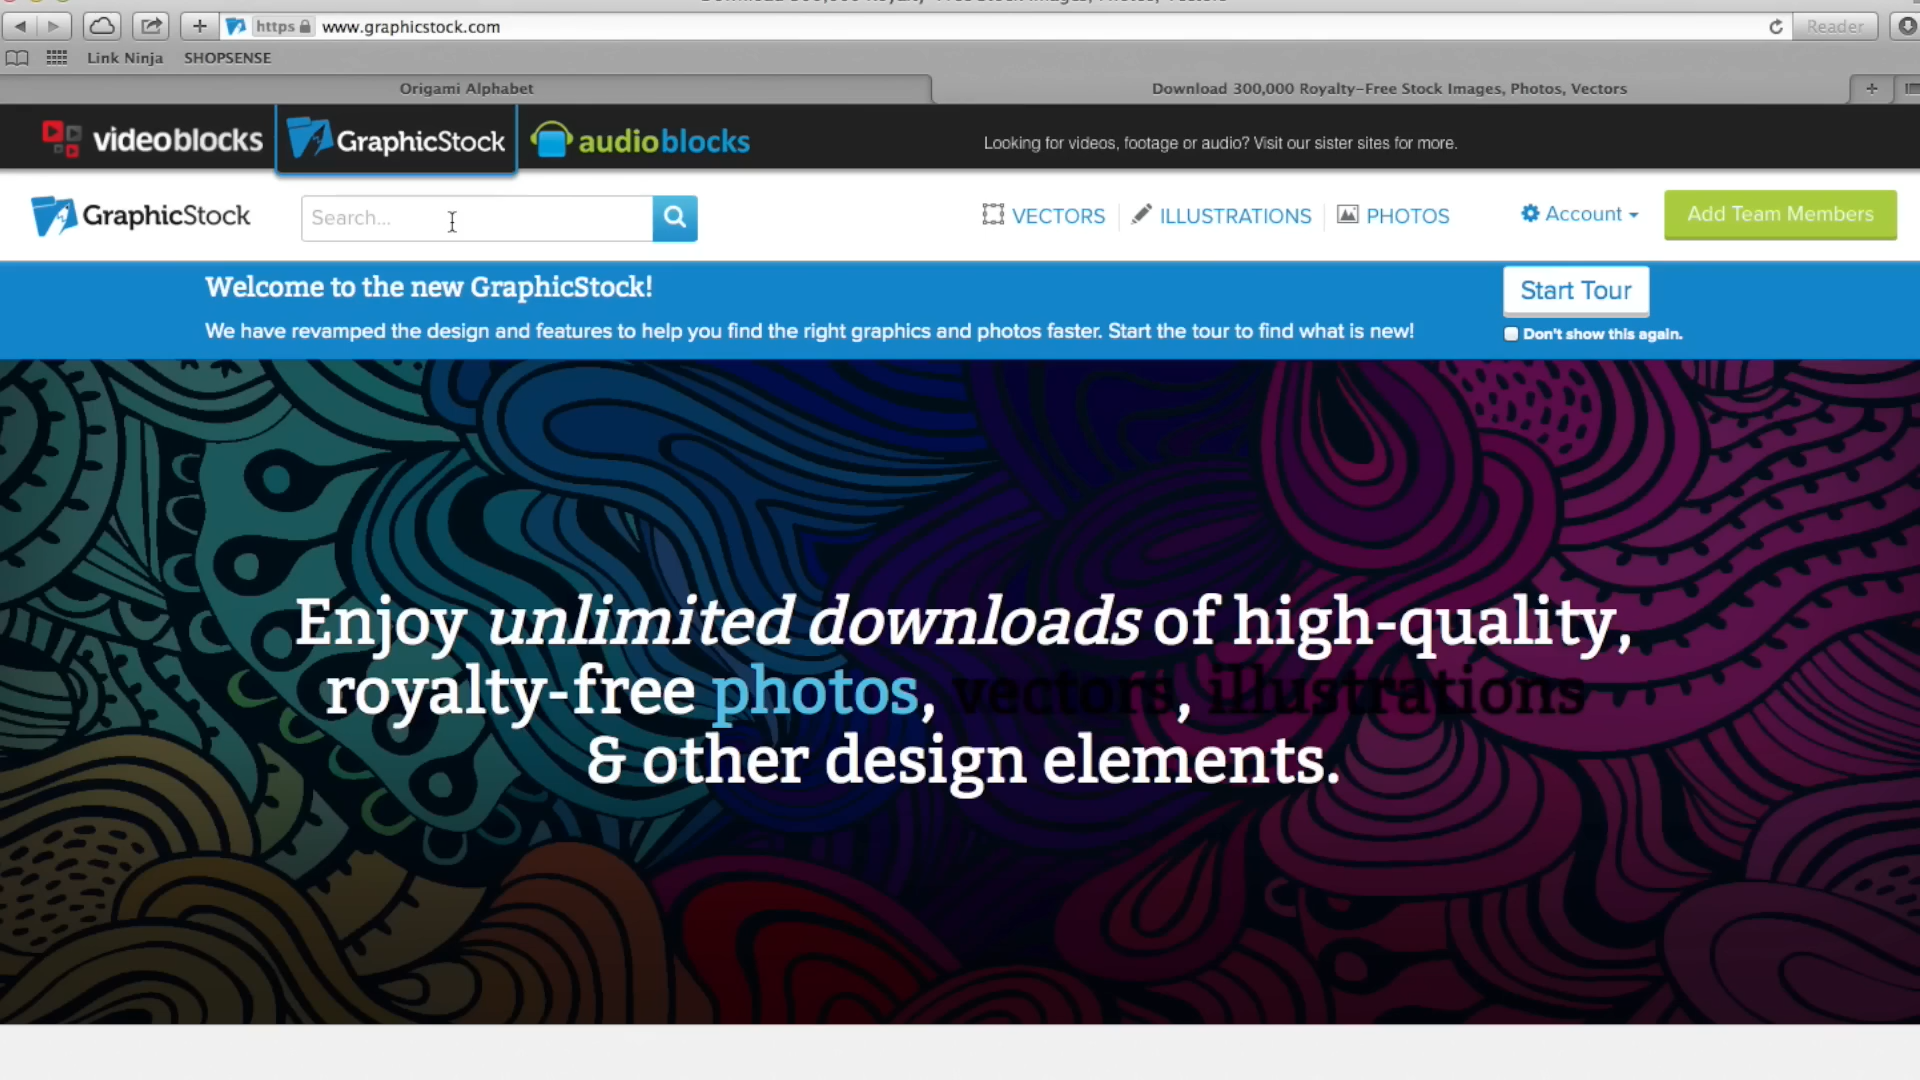 https www.graphicstock.com
Reader
Link Ninja SHOPSENSE
Origami Alphabet
Download 300,000 Royalty-Free Stock Images, Photos, Vectors
videoblocks
GraphicStock
audioblocks
Looking for videos, footage or audio? Visit our sister sites for more.
GraphicStock
Search...
VECTORS
ILLUSTRATIONS
PHOTOS
Account
Add Team Members
Welcome to the new GraphicStock!
We have revamped the design and features to help you find the right graphics and photos faster. Start the tour to find what is new!
Start Tour
Don't show this again.
Enjoy unlimited downloads of high-quality,
royalty-free photos, vectors, illustrations
& other design elements.